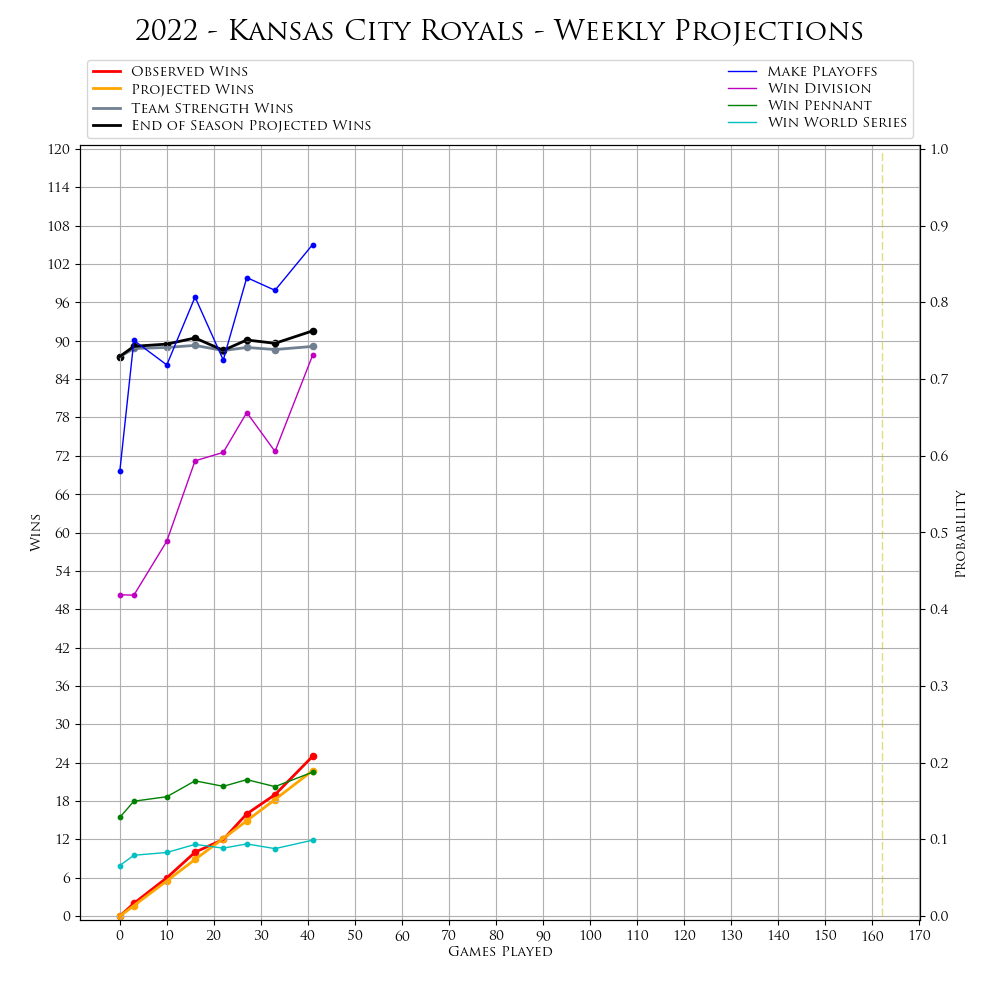 2022 - Kansas City Royals - Weekly Projections
Observed Wins
Projected Wins
Team Strength Wins
End of Season Projected Wins
Make Playoffs
Win Division
Win Pennant
Win World Series
120
114
108
102
96
90
84
78
72
66
60
54
48
42
36
30
24
18
12
6
0
Wins
1.0
0.9
0.8
0.7
0.6
0.5
0.4
0.3
0.2
0.1
0.0
Probability
0 10 20 30 40 50 60 70 80 90 100 110 120 130 140 150 160 170
Games Played